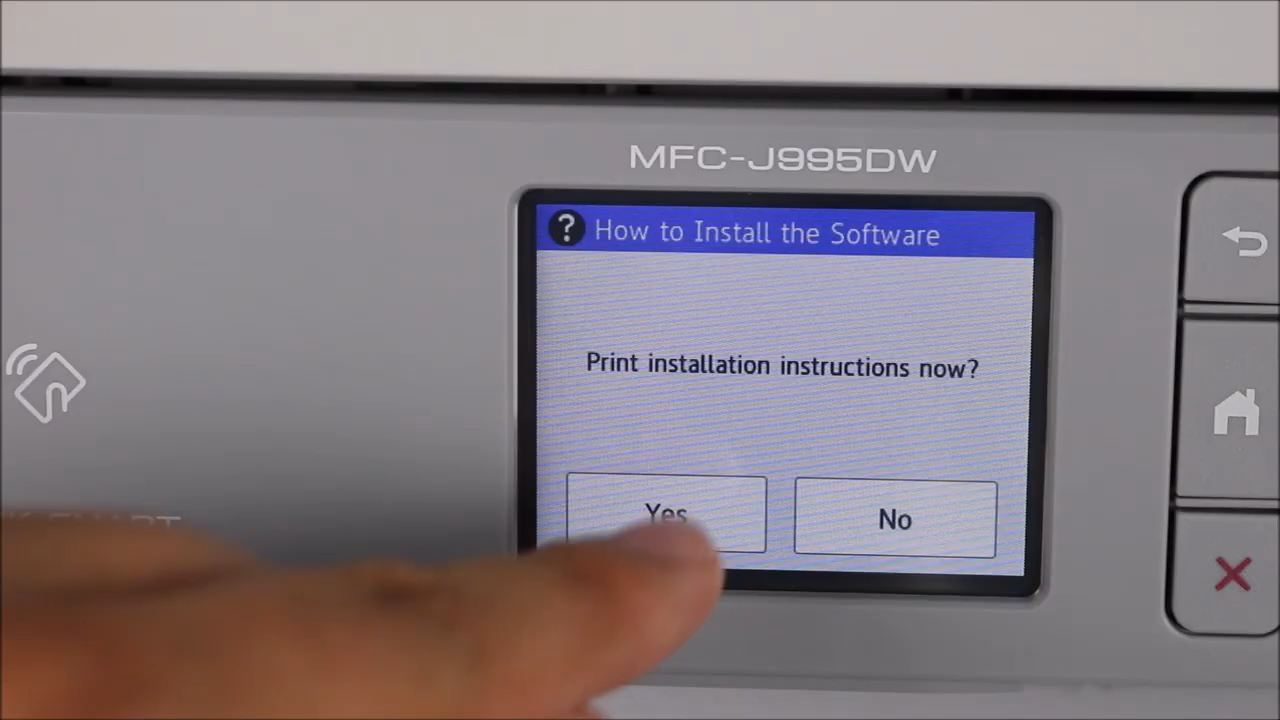 MFC-J995DW
? How to Install the Software
Print installation instructions now?
Yes
No